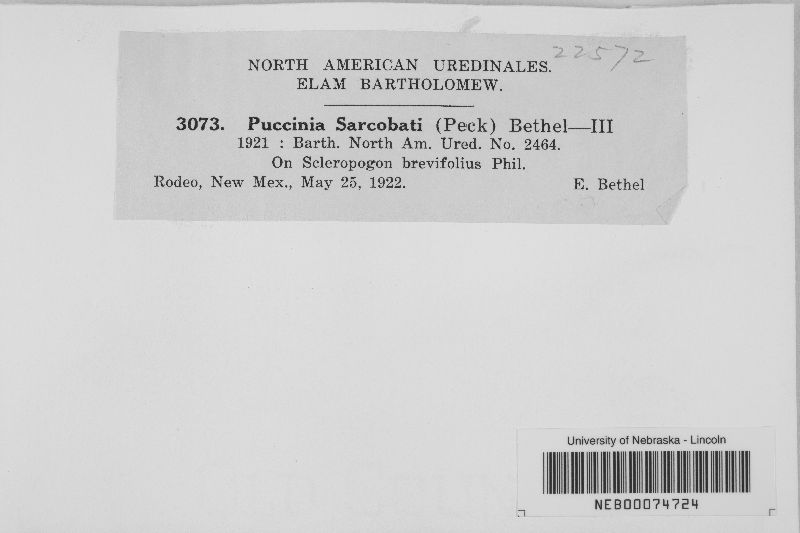 22572
NORTH AMERICAN UREDINALES.
ELAM BARTHOLOMEW.
3073. Puccinia Sarcobati (Peck) Bethel—III
1921 : Barth. North Am. Ured. No. 2464.
On Scleropogon brevifolius Phil.
Rodeo, New Mex., May 25, 1922. E. Bethel
University of Nebraska - Lincoln
NEB00074724